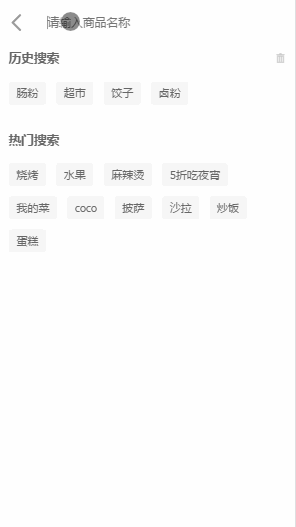 请输入商品名称
历史搜索
肠粉 超市 饺子 卤粉
热门搜索
烧烤 水果 麻辣烫 5折吃夜宵
我的菜 coco 披萨 沙拉 炒饭
蛋糕